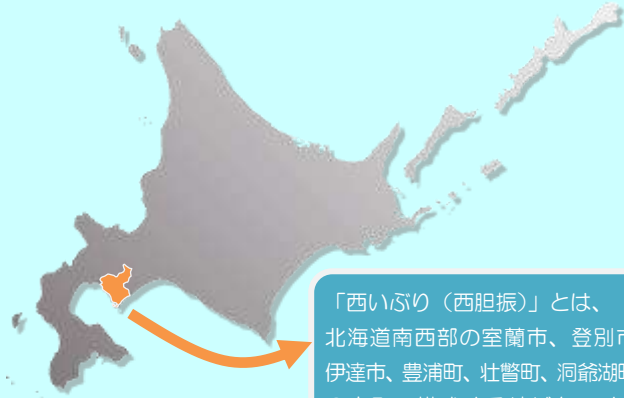 「西いぶり（西胆振）」とは、
北海道南西部の室蘭市、登別市
伊達市、豊浦町、壮瞥町、洞爺湖町